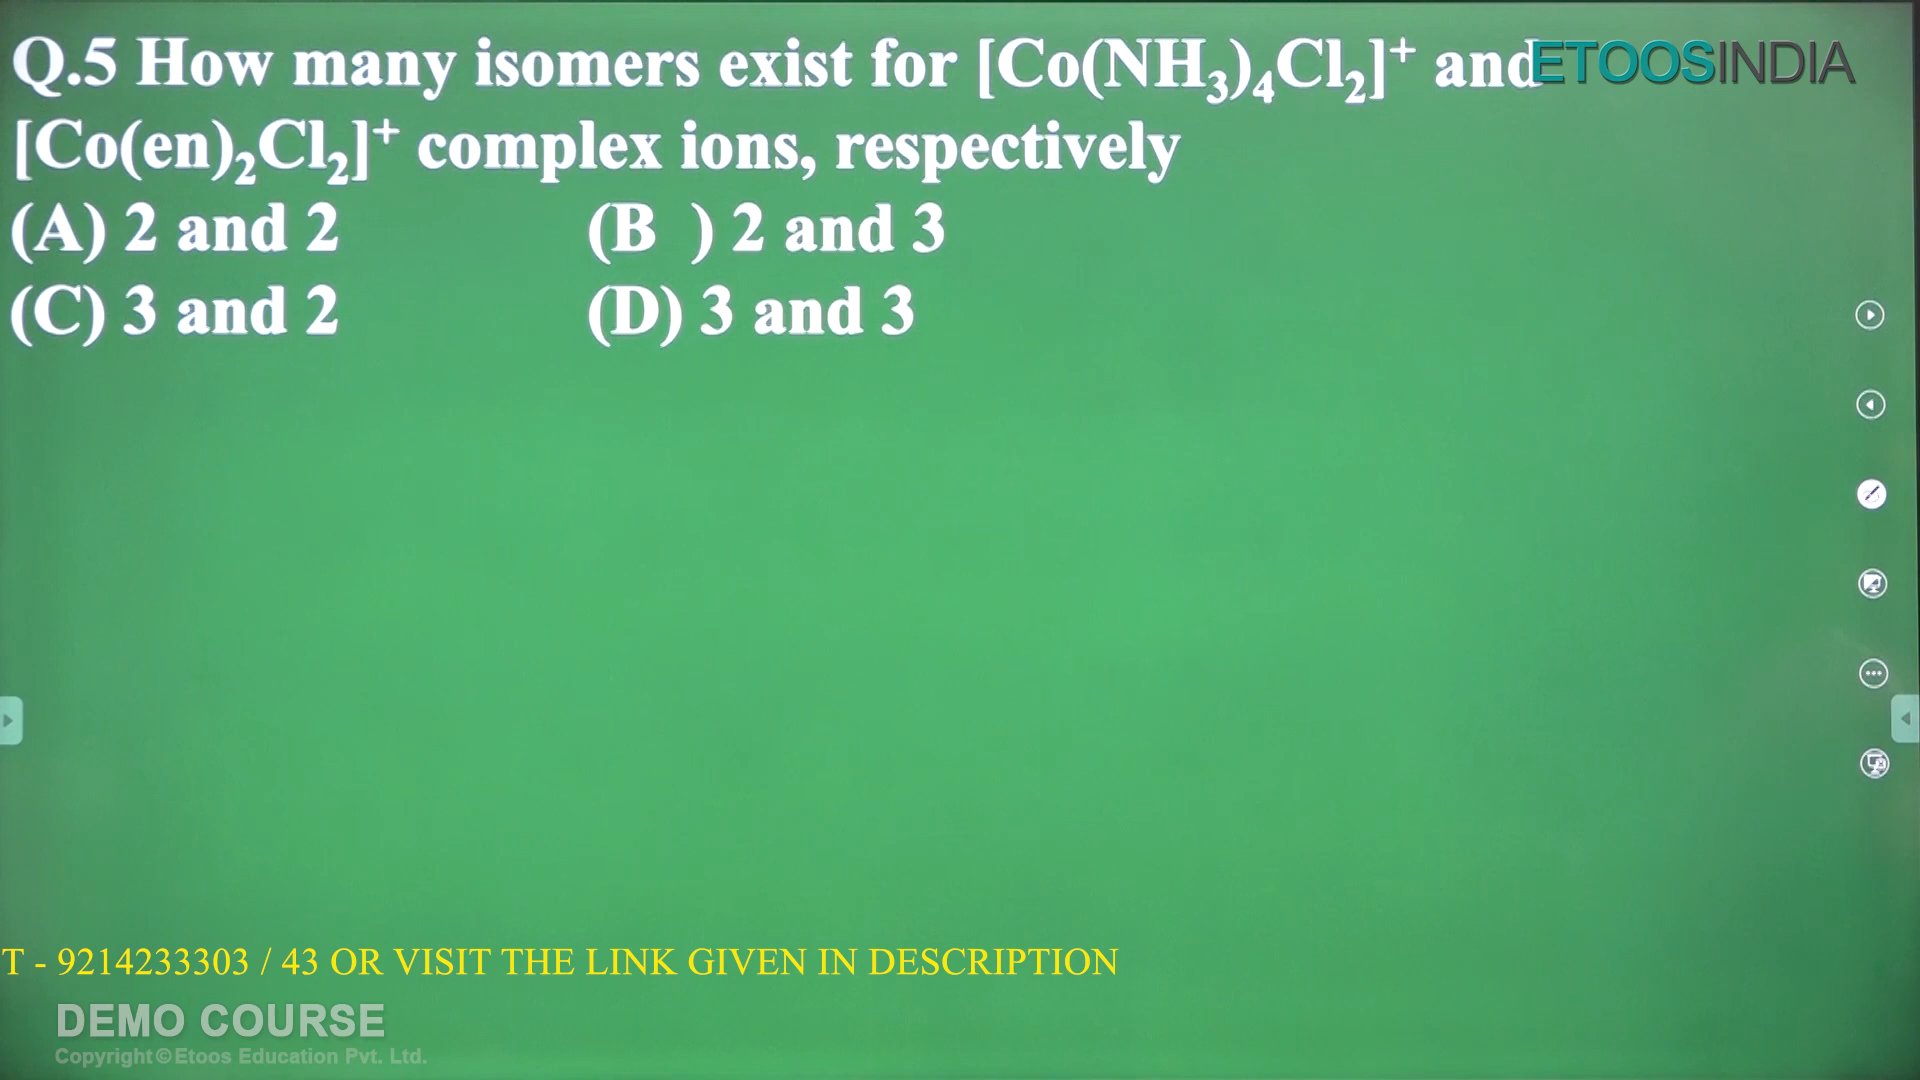 Q.5 How many isomers exist for [Co(NH₃)₄Cl₂]⁺ and ETOOSINDIA
[Co(en)₂Cl₂]⁺ complex ions, respectively
(A) 2 and 2 (B ) 2 and 3
(C) 3 and 2 (D) 3 and 3
T - 9214233303 / 43 OR VISIT THE LINK GIVEN IN DESCRIPTION
DEMO COURSE
Copyright © Etoos Education Pvt. Ltd.